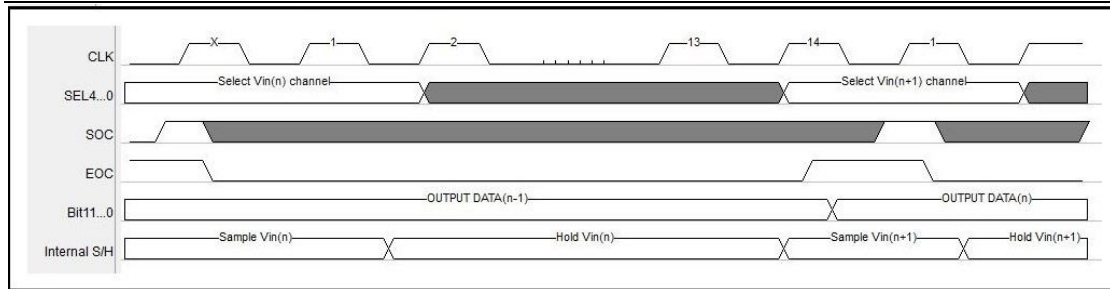 CLK X 1 2 13 14 1
SEL4...0 Select Vin(n) channel Select Vin(n+1) channel
SOC
EOC
Bit11...0 OUTPUT DATA(n-1) OUTPUT DATA(n)
Internal S/H Sample Vin(n) Hold Vin(n) Sample Vin(n+1) Hold Vin(n+1)